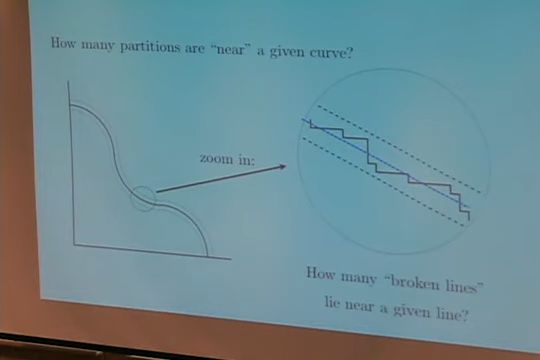 How many partitions are “near” a given curve?
zoom in:
How many “broken lines”
lie near a given line?